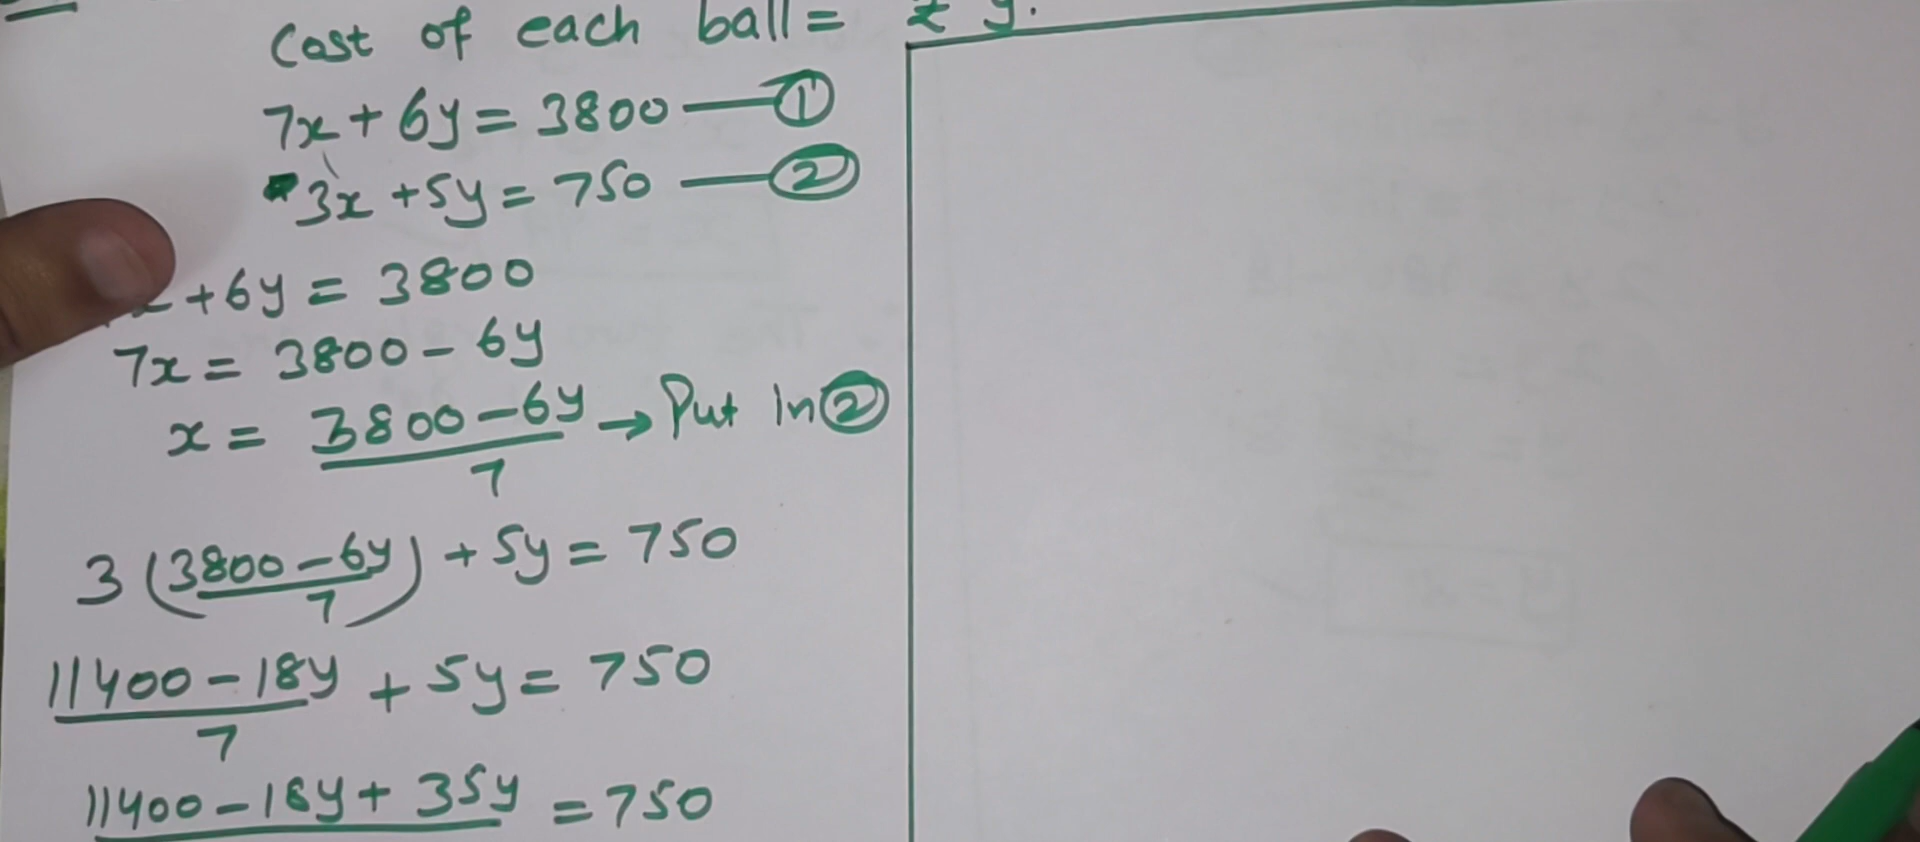 Cost of each ball = ₹ y.
7x + 6y = 3800 — ①
3x + 5y = 750 — ②
x + 6y = 3800
7x = 3800 - 6y
x = 3800 - 6y / 7 → Put in ②
3 (3800 - 6y / 7) + 5y = 750
11400 - 18y / 7 + 5y = 750
11400 - 18y + 35y = 750